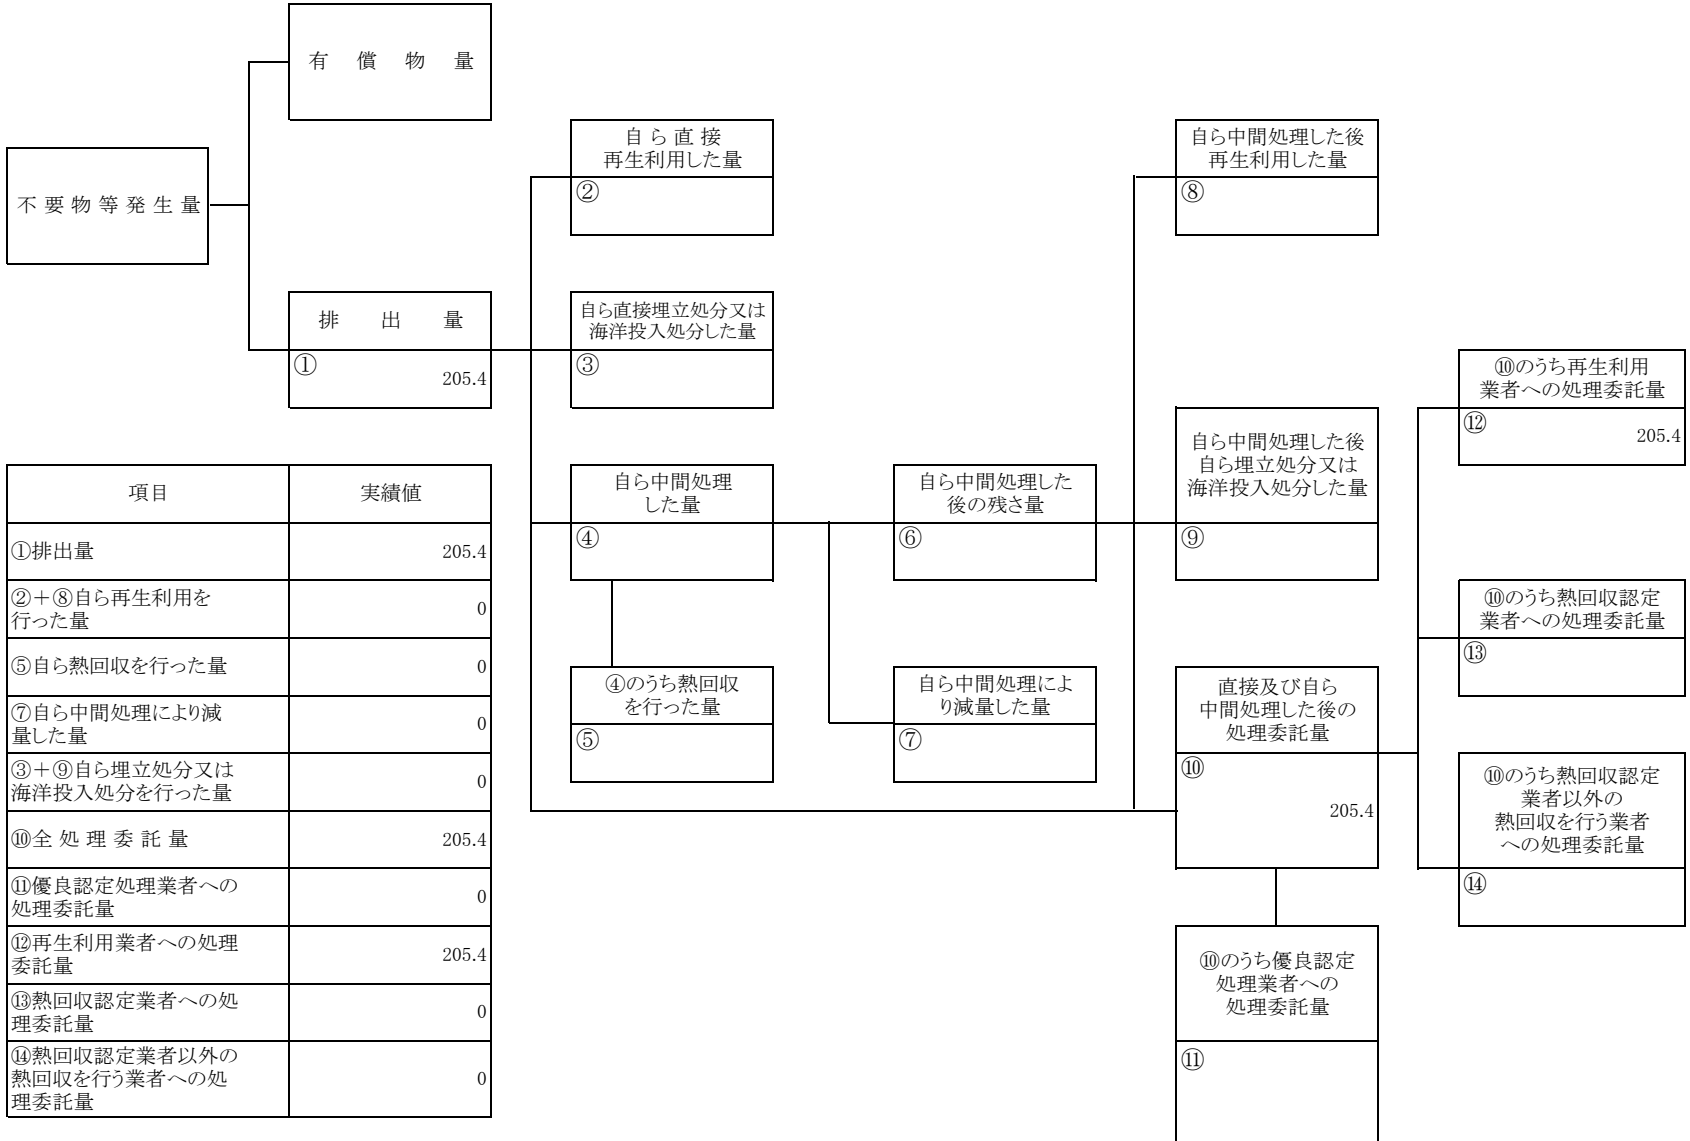 有　償　物　量
不要物等発生量
排　出　量
①
205.4
自ら直接
再生利用した量
②
自ら直接埋立処分又は
海洋投入処分した量
③
自ら中間処理
した量
④
④のうち熱回収
を行った量
⑤
自ら中間処理した
後の残さ量
⑥
自ら中間処理によ
り減量した量
⑦
自ら中間処理した後
再生利用した量
⑧
自ら中間処理した後
自ら埋立処分又は
海洋投入処分した量
⑨
直接及び自ら
中間処理した後の
処理委託量
⑩
205.4
⑩のうち優良認定
処理業者への
処理委託量
⑪
⑩のうち再生利用
業者への処理委託量
⑫
205.4
⑩のうち熱回収認定
業者への処理委託量
⑬
⑩のうち熱回収認定
業者以外の
熱回収を行う業者
への処理委託量
⑭
項目　実績値
①排出量　205.4
②＋⑧自ら再生利用を
行った量　0
⑤自ら熱回収を行った量　0
⑦自ら中間処理により減
量した量　0
③＋⑨自ら埋立処分又は
海洋投入処分を行った量　0
⑩全処理委託量　205.4
⑪優良認定処理業者への
処理委託量　0
⑫再生利用業者への処理
委託量　205.4
⑬熱回収認定業者への処
理委託量　0
⑭熱回収認定業者以外の
熱回収を行う業者への処
理委託量　0